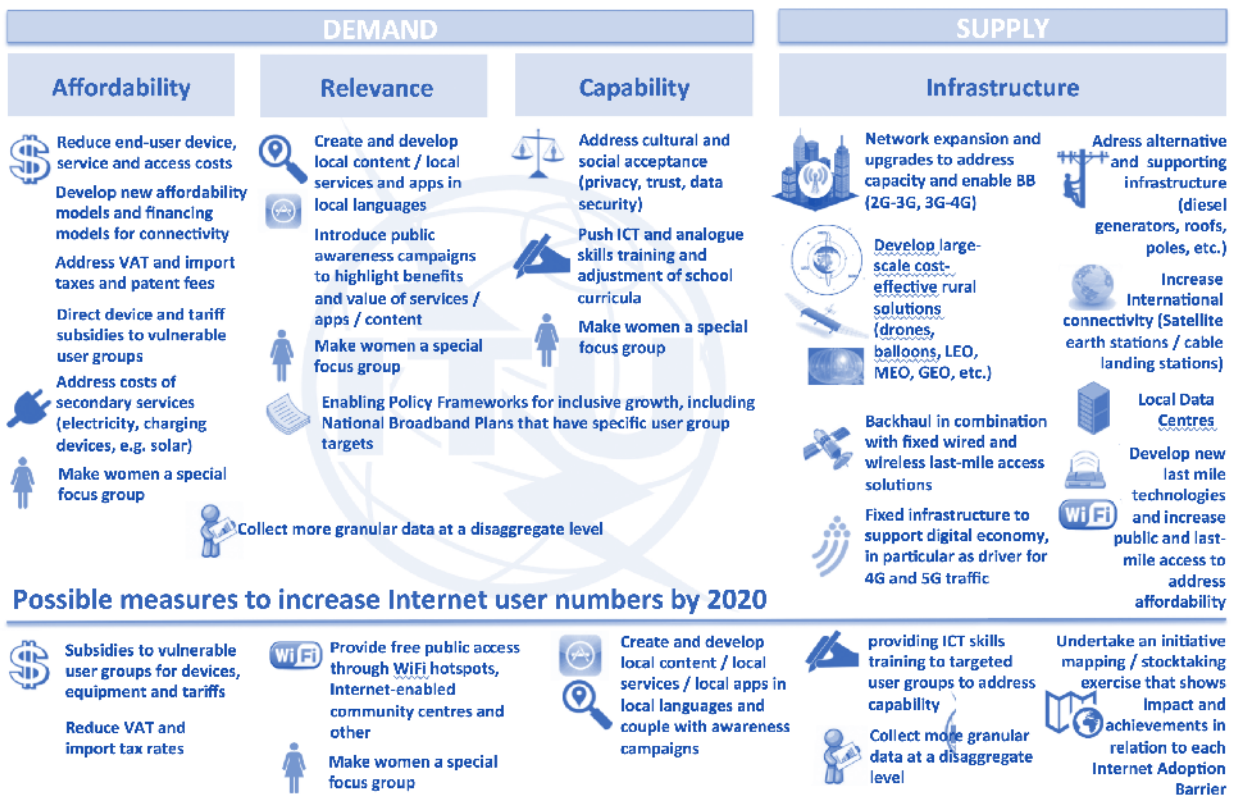 DEMAND
SUPPLY
Affordability
Relevance
Capability
Infrastructure
Reduce end-user device,
service and access costs
Develop new affordability
models and financing
models for connectivity
Address VAT and import
taxes and patent fees
Direct device and tariff
subsidies to vulnerable
user groups
Address costs of
secondary services
(electricity, charging
devices, e.g. solar)
Make women a special
focus group
Create and develop
local content / local
services and apps in
local languages
Introduce public
awareness campaigns
to highlight benefits
and value of services /
apps / content
Make women a special
focus group
Address cultural and
social acceptance
(privacy, trust, data
security)
Push ICT and analogue
skills training and
adjustment of school
curricula
Make women a special
focus group
Enabling Policy Frameworks for inclusive growth, including
National Broadband Plans that have specific user group
targets
Collect more granular data at a disaggregate level
Network expansion and
upgrades to address
capacity and enable BB
(2G-3G, 3G-4G)
Develop large-
scale cost-
effective rural
solutions
(drones,
balloons, LEO,
MEO, GEO, etc.)
Backhaul in combination
with fixed wired and
wireless last-mile access
solutions
Fixed infrastructure to
support digital economy,
in particular as driver for
4G and 5G traffic
Adress alternative
and supporting
infrastructure
(diesel
generators, roofs,
poles, etc.)
Increase
International
connectivity (Satellite
earth stations / cable
landing stations)
Local Data
Centres
Develop new
last mile
technologies
WiFi
and increase
public and last-
mile access to
address
affordability
ITU
Possible measures to increase Internet user numbers by 2020
Subsidies to vulnerable
user groups for devices,
equipment and tariffs
Reduce VAT and
import tax rates
WiFi
Provide free public access
through WiFi hotspots,
Internet-enabled
community centres and
other
Make women a special
focus group
Create and develop
local content / local
services / local apps in
local languages and
couple with awareness
campaigns
providing ICT skills
training to targeted
user groups to address
capability
Collect more granular
data at a disaggregate
level
Undertake an initiative
mapping / stocktaking
exercise that shows
Impact and
achievements in
relation to each
Internet Adoption
Barrier